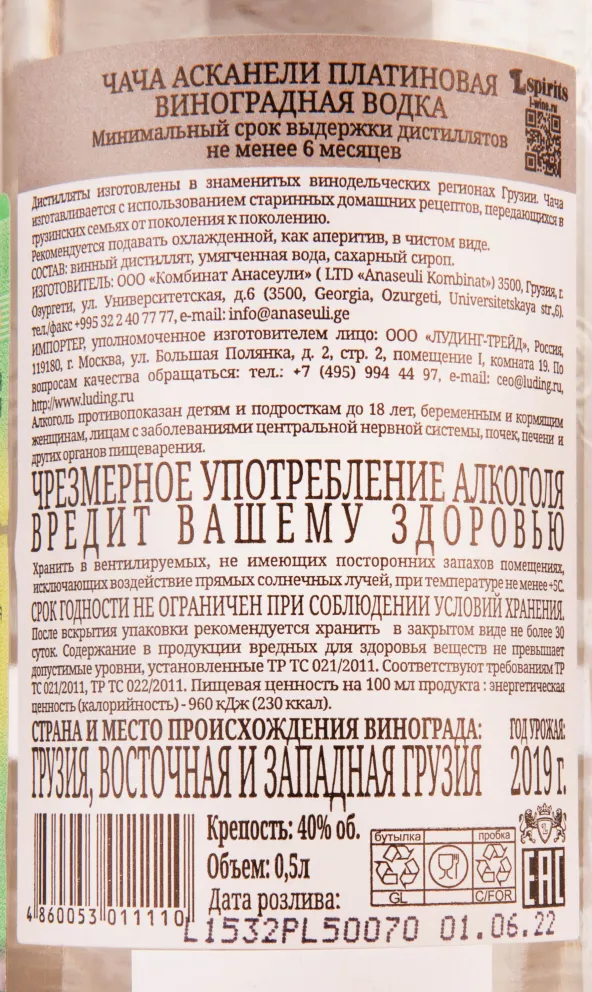 ЧАЧА АСКАНЕЛИ ПЛАТИНОВАЯ
ВИНОГРАДНАЯ ВОДКА
Минимальный срок выдержки дистиллятов
не менее 6 месяцев
Lspirits
l-wine.ru
Дистилляты изготовлены в знаменитых винодельческих регионах Грузии. Чача
изготавливается с использованием старинных домашних рецептов, передающихся в
грузинских семьях от поколения к поколению.
Рекомендуется подавать охлажденной, как аперитив, в чистом виде.
СОСТАВ: винный дистиллят, умягченная вода, сахарный сироп.
ИЗГОТОВИТЕЛЬ: ООО «Комбинат Анасеули» ( LTD «Anaseuli Kombinat») 3500, Грузия, г.
Озургети, ул. Университетская, д.6 (3500, Georgia, Ozurgeti, Universitetskaya str.,6).
тел./факс +995 32 2 40 77 77, e-mail: info@anaseuli.ge
ИМПОРТЕР, уполномоченное изготовителем лицо: ООО «ЛУДИНГ-ТРЕЙД», Россия,
119180, г. Москва, ул. Большая Полянка, д. 2, стр. 2, помещение I, комната 19. По
вопросам качества обращаться: тел.: +7 (495) 994 44 97, e-mail: ceo@luding.ru,
http://www.luding.ru
Алкоголь противопоказан детям и подросткам до 18 лет, беременным и кормящим
женщинам, лицам с заболеваниями центральной нервной системы, почек, печени и
других органов пищеварения.
ЧРЕЗМЕРНОЕ УПОТРЕБЛЕНИЕ АЛКОГОЛЯ
ВРЕДИТ ВАШЕМУ ЗДОРОВЬЮ
Хранить в вентилируемых, не имеющих посторонних запахов помещениях,
исключающих воздействие прямых солнечных лучей, при температуре не менее +5С.
СРОК ГОДНОСТИ НЕ ОГРАНИЧЕН ПРИ СОБЛЮДЕНИИ УСЛОВИЙ ХРАНЕНИЯ.
После вскрытия упаковки рекомендуется хранить в закрытом виде не более 30
суток. Содержание в продукции вредных для здоровья веществ не превышает
допустимые уровни, установленные ТР ТС 021/2011. Соответствуют требованиям ТР
ТС 021/2011, ТР ТС 022/2011. Пищевая ценность на 100 мл продукта : энергетическая
ценность (калорийность) - 960 кДж (230 ккал).
СТРАНА И МЕСТО ПРОИСХОЖДЕНИЯ ВИНОГРАДА: ГОД УРОЖАЯ:
ГРУЗИЯ, ВОСТОЧНАЯ И ЗАПАДНАЯ ГРУЗИЯ 2019 г.
Крепость: 40% об.
Объем: 0,5л
Дата розлива:
бутылка пробка
GL C/FOR
EAC
4 860053 011110
L1532PL50070 01.06.22